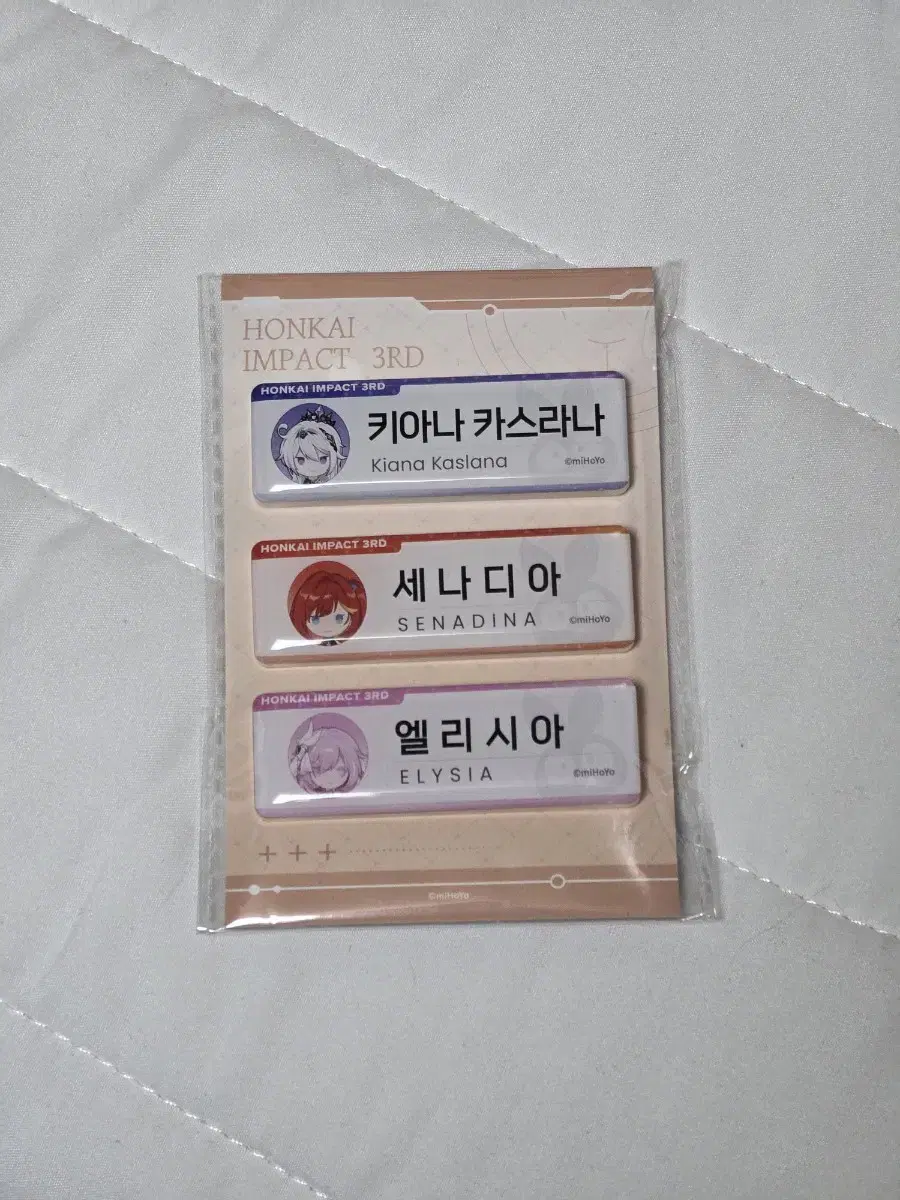 HONKAI
IMPACT 3RD
HONKAI IMPACT 3RD
키아나 카스라나
Kiana Kaslana
©miHoYo
HONKAI IMPACT 3RD
세나디아
SENADINA
©miHoYo
HONKAI IMPACT 3RD
엘리시아
ELYSIA
©miHoYo
©miHoYo